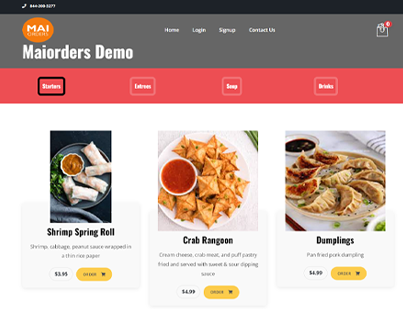 844-399-5277
MAI
ORDERS
Home Login Signup Contact Us
0
Maiorders Demo
Starters Entrees Soup Drinks
Shrimp Spring Roll
Shrimp, cabbage, peanut sauce wrapped in
a thin rice paper
$3.95 ORDER
Crab Rangoon
Cream cheese, crab meat, and puff pastry
fried and served with sweet & sour dipping
sauce
$4.99 ORDER
Dumplings
Pan fried pork dumpling
$4.99 ORDER